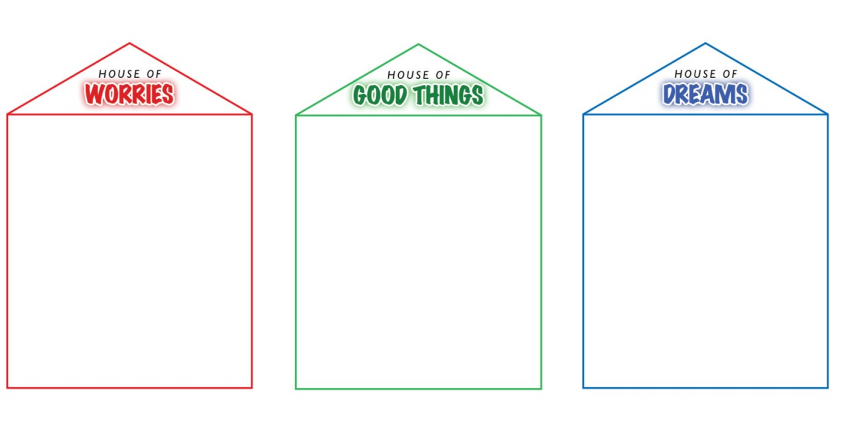 HOUSE OF
WORRIES
HOUSE OF
GOOD THINGS
HOUSE OF
DREAMS